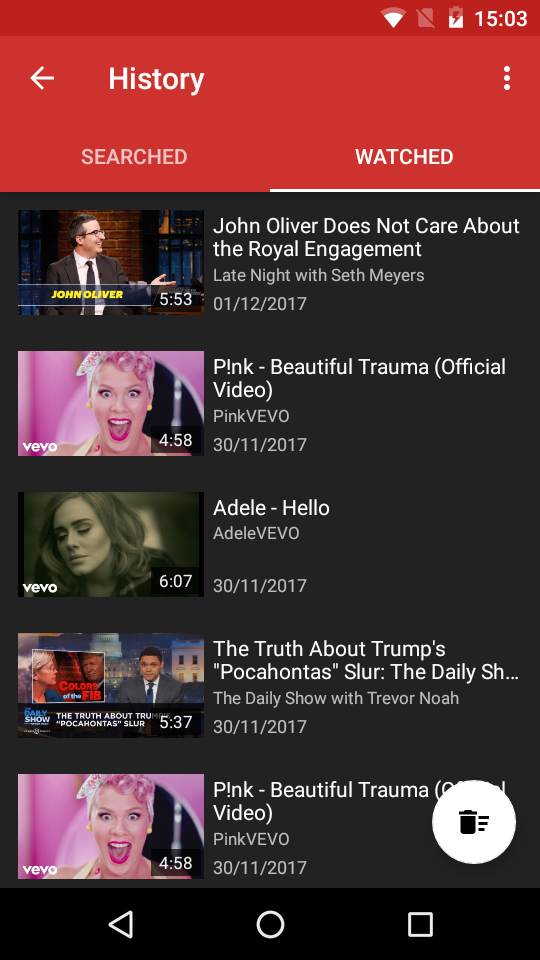 15:03
History
SEARCHED
WATCHED
JOHN OLIVER
5:53
John Oliver Does Not Care About
the Royal Engagement
Late Night with Seth Meyers
01/12/2017
vevo
4:58
P!nk - Beautiful Trauma (Official
Video)
PinkVEVO
30/11/2017
vevo
6:07
Adele - Hello
AdeleVEVO
30/11/2017
COLORS
of the FIB
THE DAILY
SHOW
THE TRUTH ABOUT TRUMP'S
"POCAHONTAS" SLUR
5:37
The Truth About Trump's
"Pocahontas" Slur: The Daily Sh...
The Daily Show with Trevor Noah
30/11/2017
vevo
4:58
P!nk - Beautiful Trauma (Official
Video)
PinkVEVO
30/11/2017